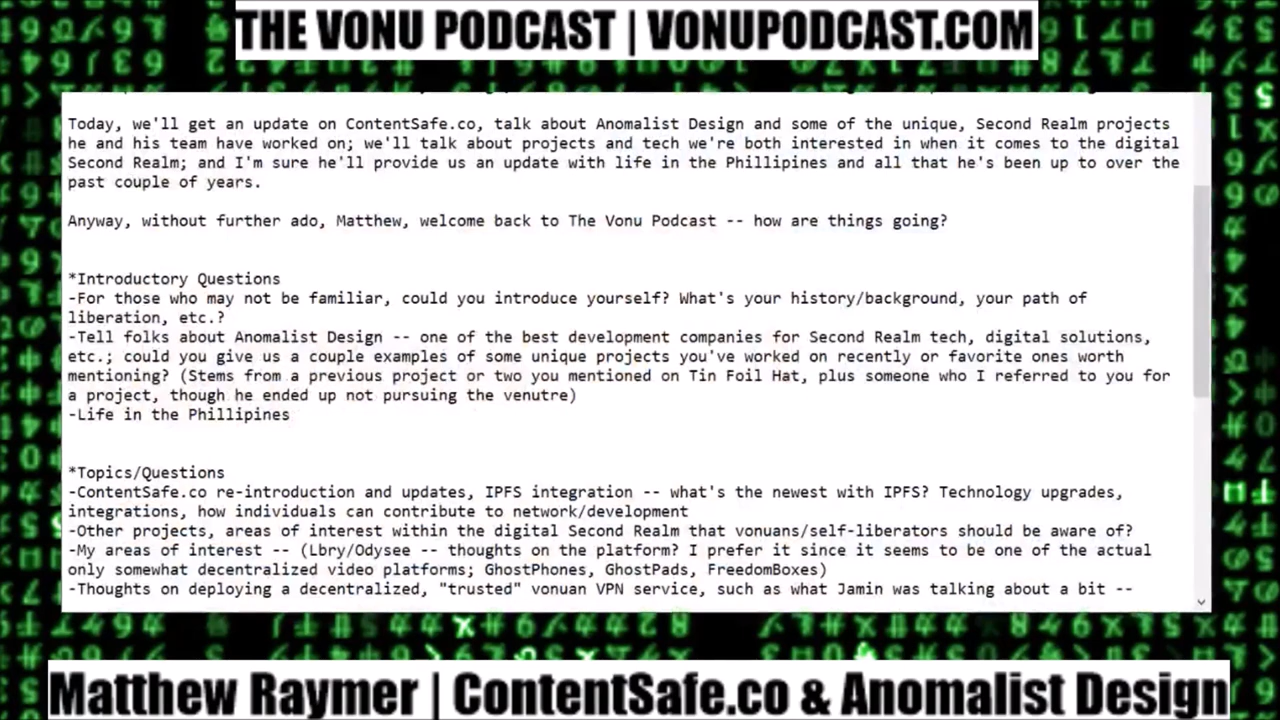 THE VONU PODCAST | VONUPODCAST.COM
Today, we'll get an update on ContentSafe.co, talk about Anomalist Design and some of the unique, Second Realm projects
he and his team have worked on; we'll talk about projects and tech we're both interested in when it comes to the digital
Second Realm; and I'm sure he'll provide us an update with life in the Phillipines and all that he's been up to over the
past couple of years.
Anyway, without further ado, Matthew, welcome back to The Vonu Podcast -- how are things going?
*Introductory Questions
-For those who may not be familiar, could you introduce yourself? What's your history/background, your path of
liberation, etc.?
-Tell folks about Anomalist Design -- one of the best development companies for Second Realm tech, digital solutions,
etc.; could you give us a couple examples of some unique projects you've worked on recently or favorite ones worth
mentioning? (Stems from a previous project or two you mentioned on Tin Foil Hat, plus someone who I referred to you for
a project, though he ended up not pursuing the venutre)
-Life in the Phillipines
*Topics/Questions
-ContentSafe.co re-introduction and updates, IPFS integration -- what's the newest with IPFS? Technology upgrades,
integrations, how individuals can contribute to network/development
-Other projects, areas of interest within the digital Second Realm that vonuans/self-liberators should be aware of?
-My areas of interest -- (Lbry/Odysee -- thoughts on the platform? I prefer it since it seems to be one of the actual
only somewhat decentralized video platforms; GhostPhones, GhostPads, FreedomBoxes)
-Thoughts on deploying a decentralized, "trusted" vonuan VPN service, such as what Jamin was talking about a bit --
Matthew Raymer | ContentSafe.co & Anomalist Design